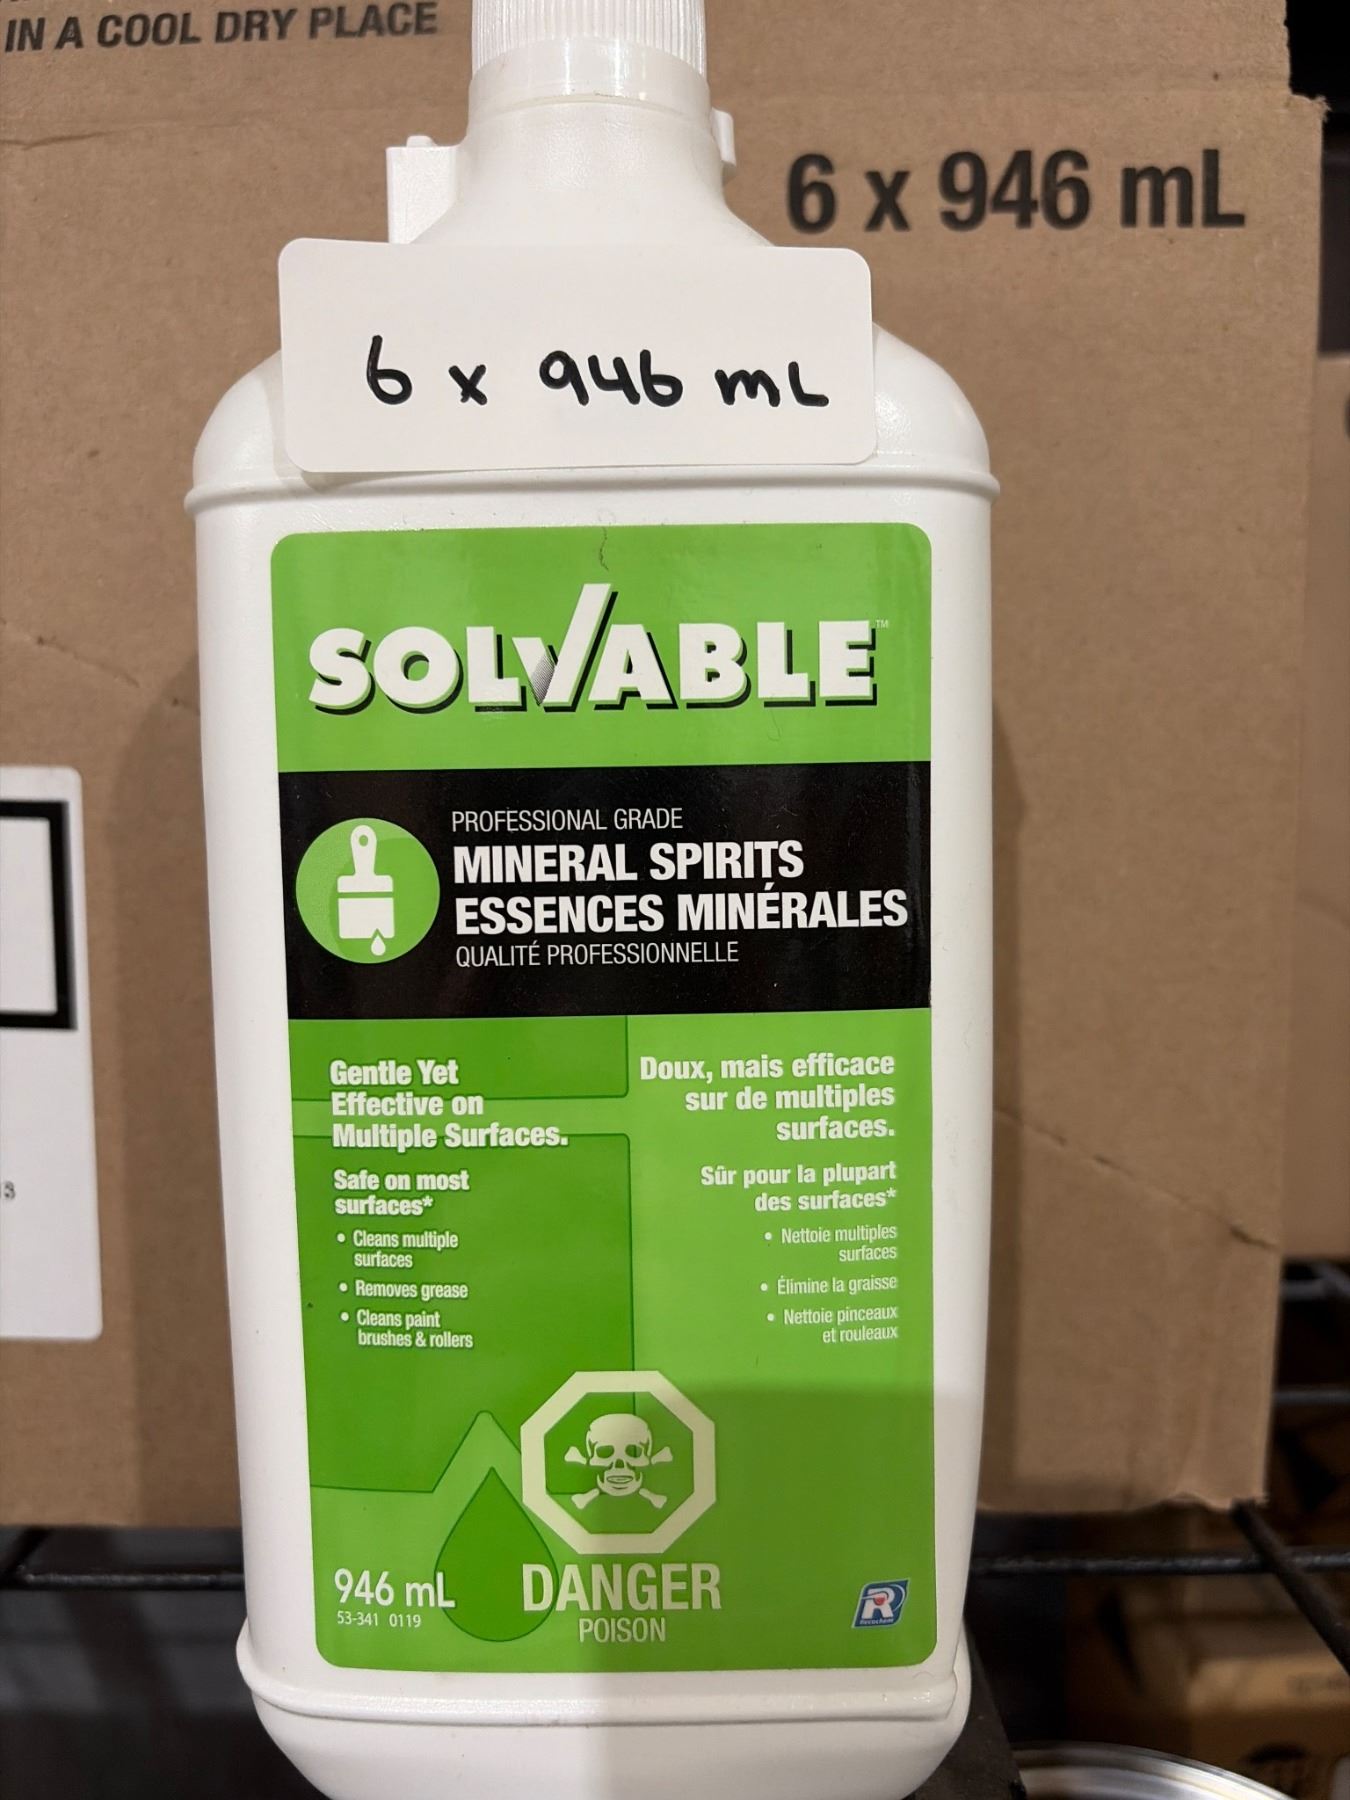 IN A COOL DRY PLACE
6 x 946 mL
6 x 946 mL
SOLVABLE™
PROFESSIONAL GRADE
MINERAL SPIRITS
ESSENCES MINÉRALES
QUALITÉ PROFESSIONNELLE
Gentle Yet
Effective on
Multiple Surfaces.
Safe on most
surfaces*
• Cleans multiple
surfaces
• Removes grease
• Cleans paint
brushes & rollers
Doux, mais efficace
sur de multiples
surfaces.
Sûr pour la plupart
des surfaces*
• Nettoie multiples
surfaces
• Élimine la graisse
• Nettoie pinceaux
et rouleaux
946 mL
53-341 0119
DANGER
POISON
R
Recochem